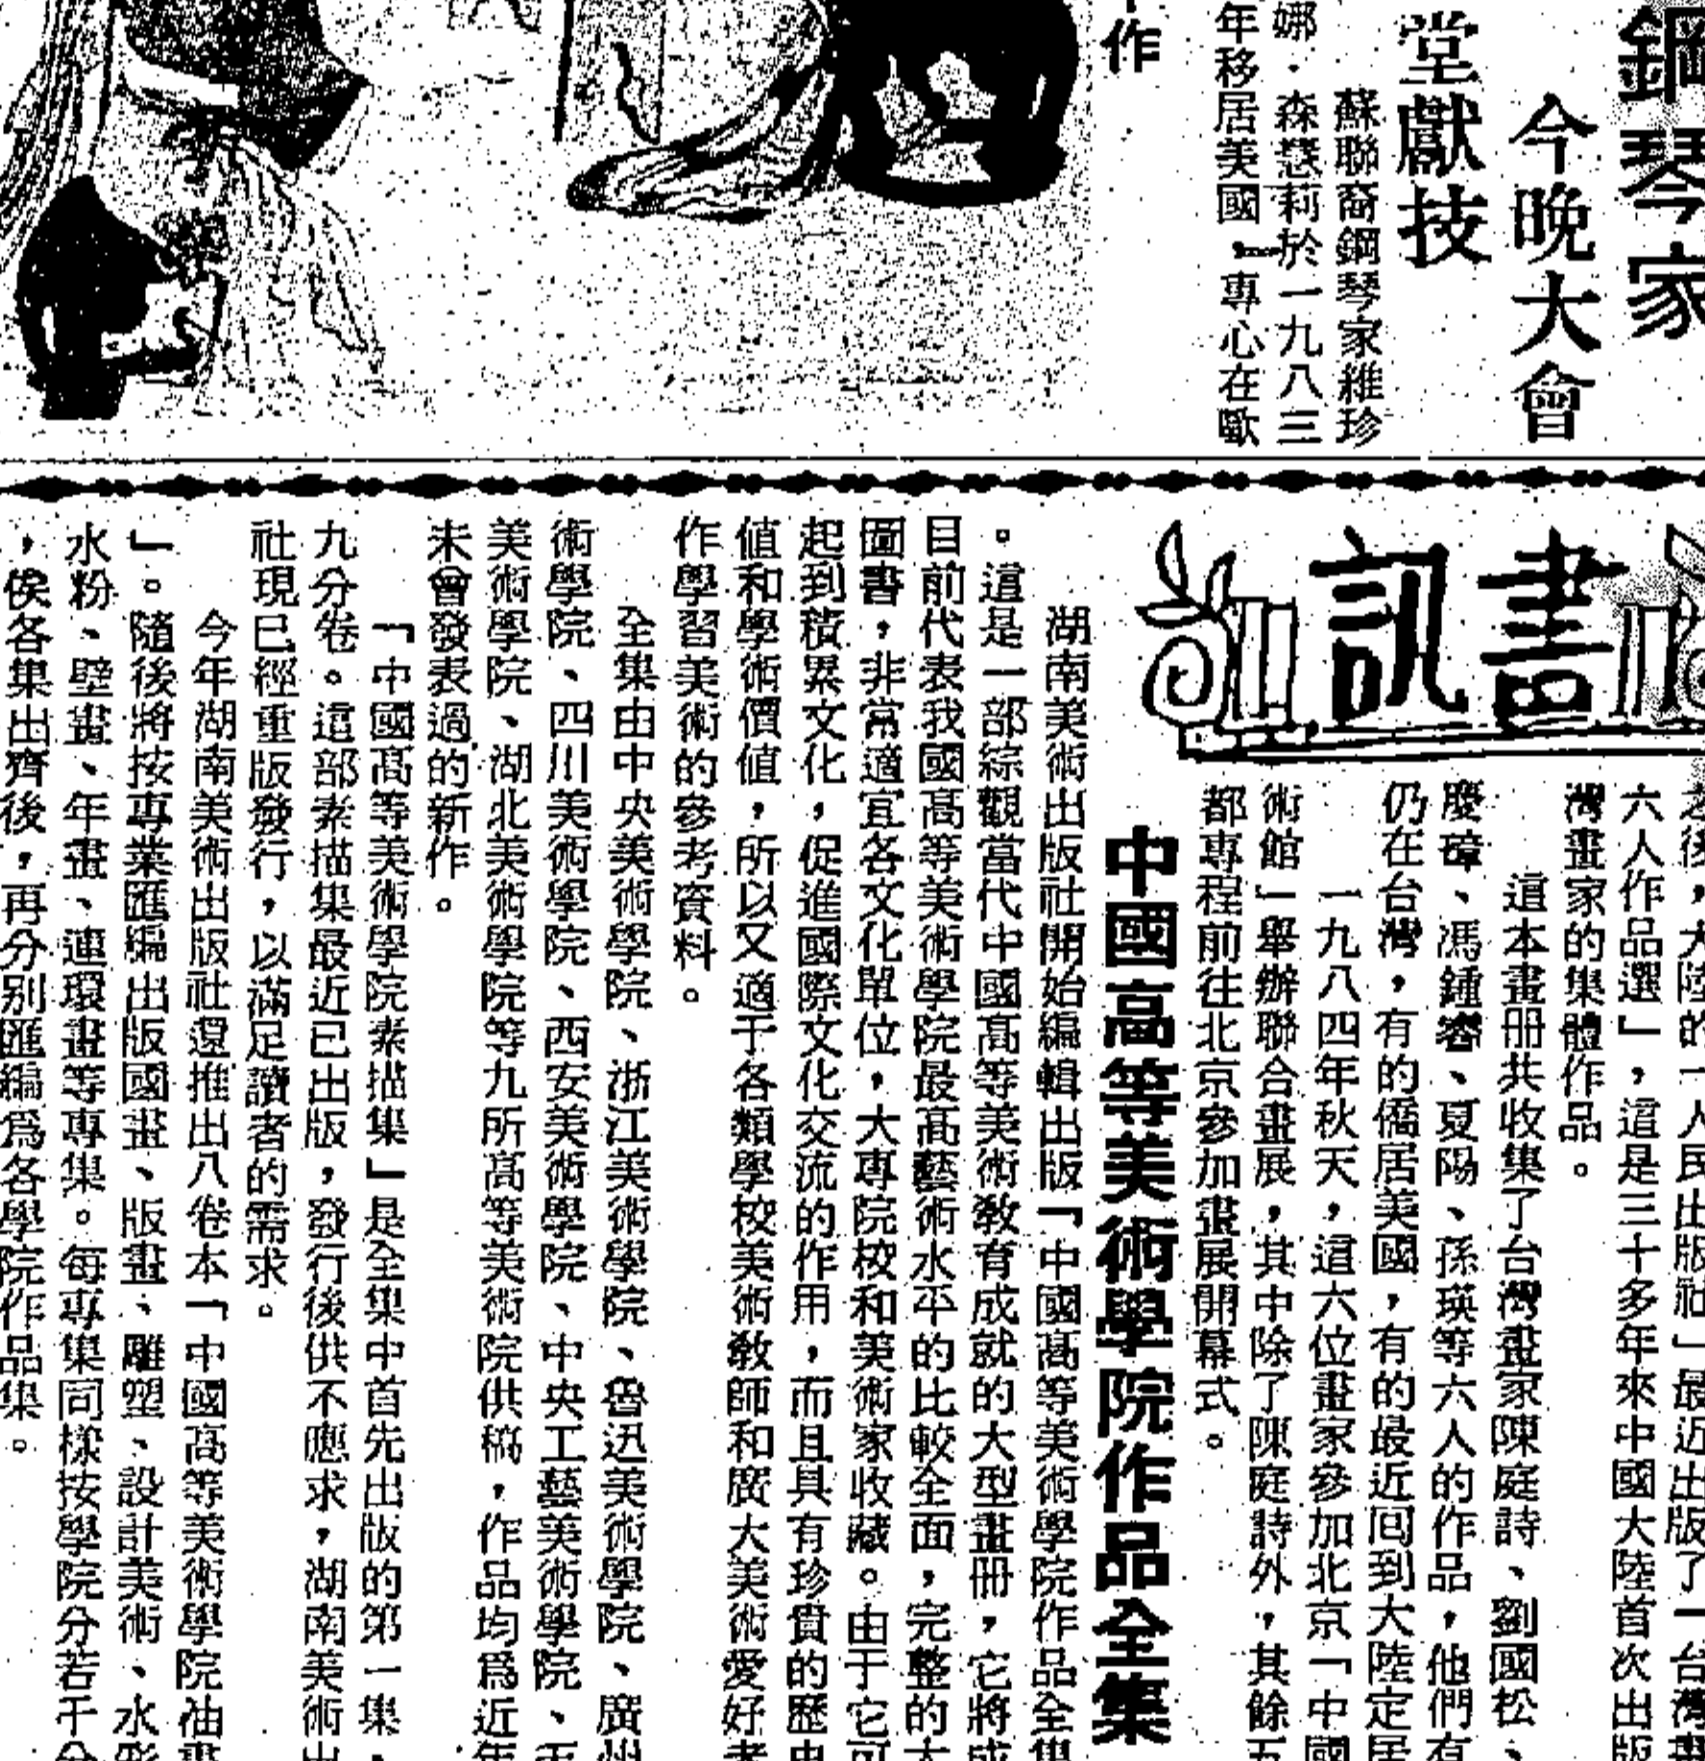 鋼琴家
今晚大會
堂獻技
蘇聯裔鋼琴家維珍
娜．森慧莉於一九八三
年移居美國，專心在歐
作
書訊
後，大陸的「人民出版社」最近出版了「台灣畫
六人作品選」，這是三十多年來中國大陸首次出版
灣畫家的集體作品。
這本畫冊共收集了台灣畫家陳庭詩、劉國松、
慶瑋、馮鍾睿、夏陽、孫瑛等六人的作品，他們有
仍在台灣，有的僑居美國，有的最近回到大陸定居
一九八四年秋天，這六位畫家參加北京「中國
術館」舉辦聯合畫展，其中除了陳庭詩外，其餘五
都專程前往北京參加畫展開幕式。
中國高等美術學院作品全集
湖南美術出版社開始編輯出版「中國高等美術學院作品全集
。這是一部綜觀當代中國高等美術教育成就的大型畫冊，它將成
目前代表我國高等美術學院最高藝術水平的比較全面，完整的大
圖書，非常適宜各文化單位，大專院校和美術家收藏。由于它可
起到積累文化，促進國際文化交流的作用，而且具有珍貴的歷史
值和學術價值，所以又適于各類學校美術教師和廣大美術愛好者
作學習美術的參考資料。
全集由中央美術學院、浙江美術學院、魯迅美術學院、廣州
術學院、四川美術學院、西安美術學院、中央工藝美術學院、天
美術學院、湖北美術學院等九所高等美術院供稿，作品均爲近年
未曾發表過的新作。
「中國高等美術學院素描集」是全集中首先出版的第一集，
九分卷。這部素描集最近已出版，發行後供不應求，湖南美術出
社現已經重版發行，以滿足讀者的需求。
今年湖南美術出版社還推出八卷本「中國高等美術學院油畫
」。隨後將按專業匯編出版國畫、版畫、雕塑、設計美術、水彩
水粉、壁畫、年畫、連環畫等專集。每專集同樣按學院分若干分
，俟各集出齊後，再分別匯編爲各學院作品集。